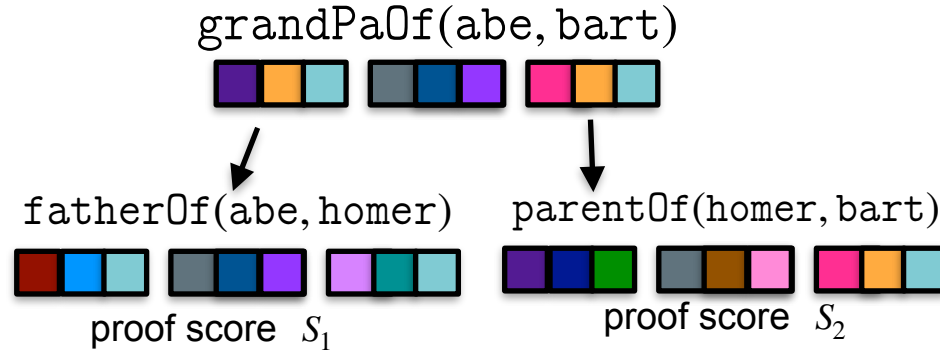 grandPaOf(abe, bart)
fatherOf(abe, homer)
parentOf(homer, bart)
proof score S₁
proof score S₂